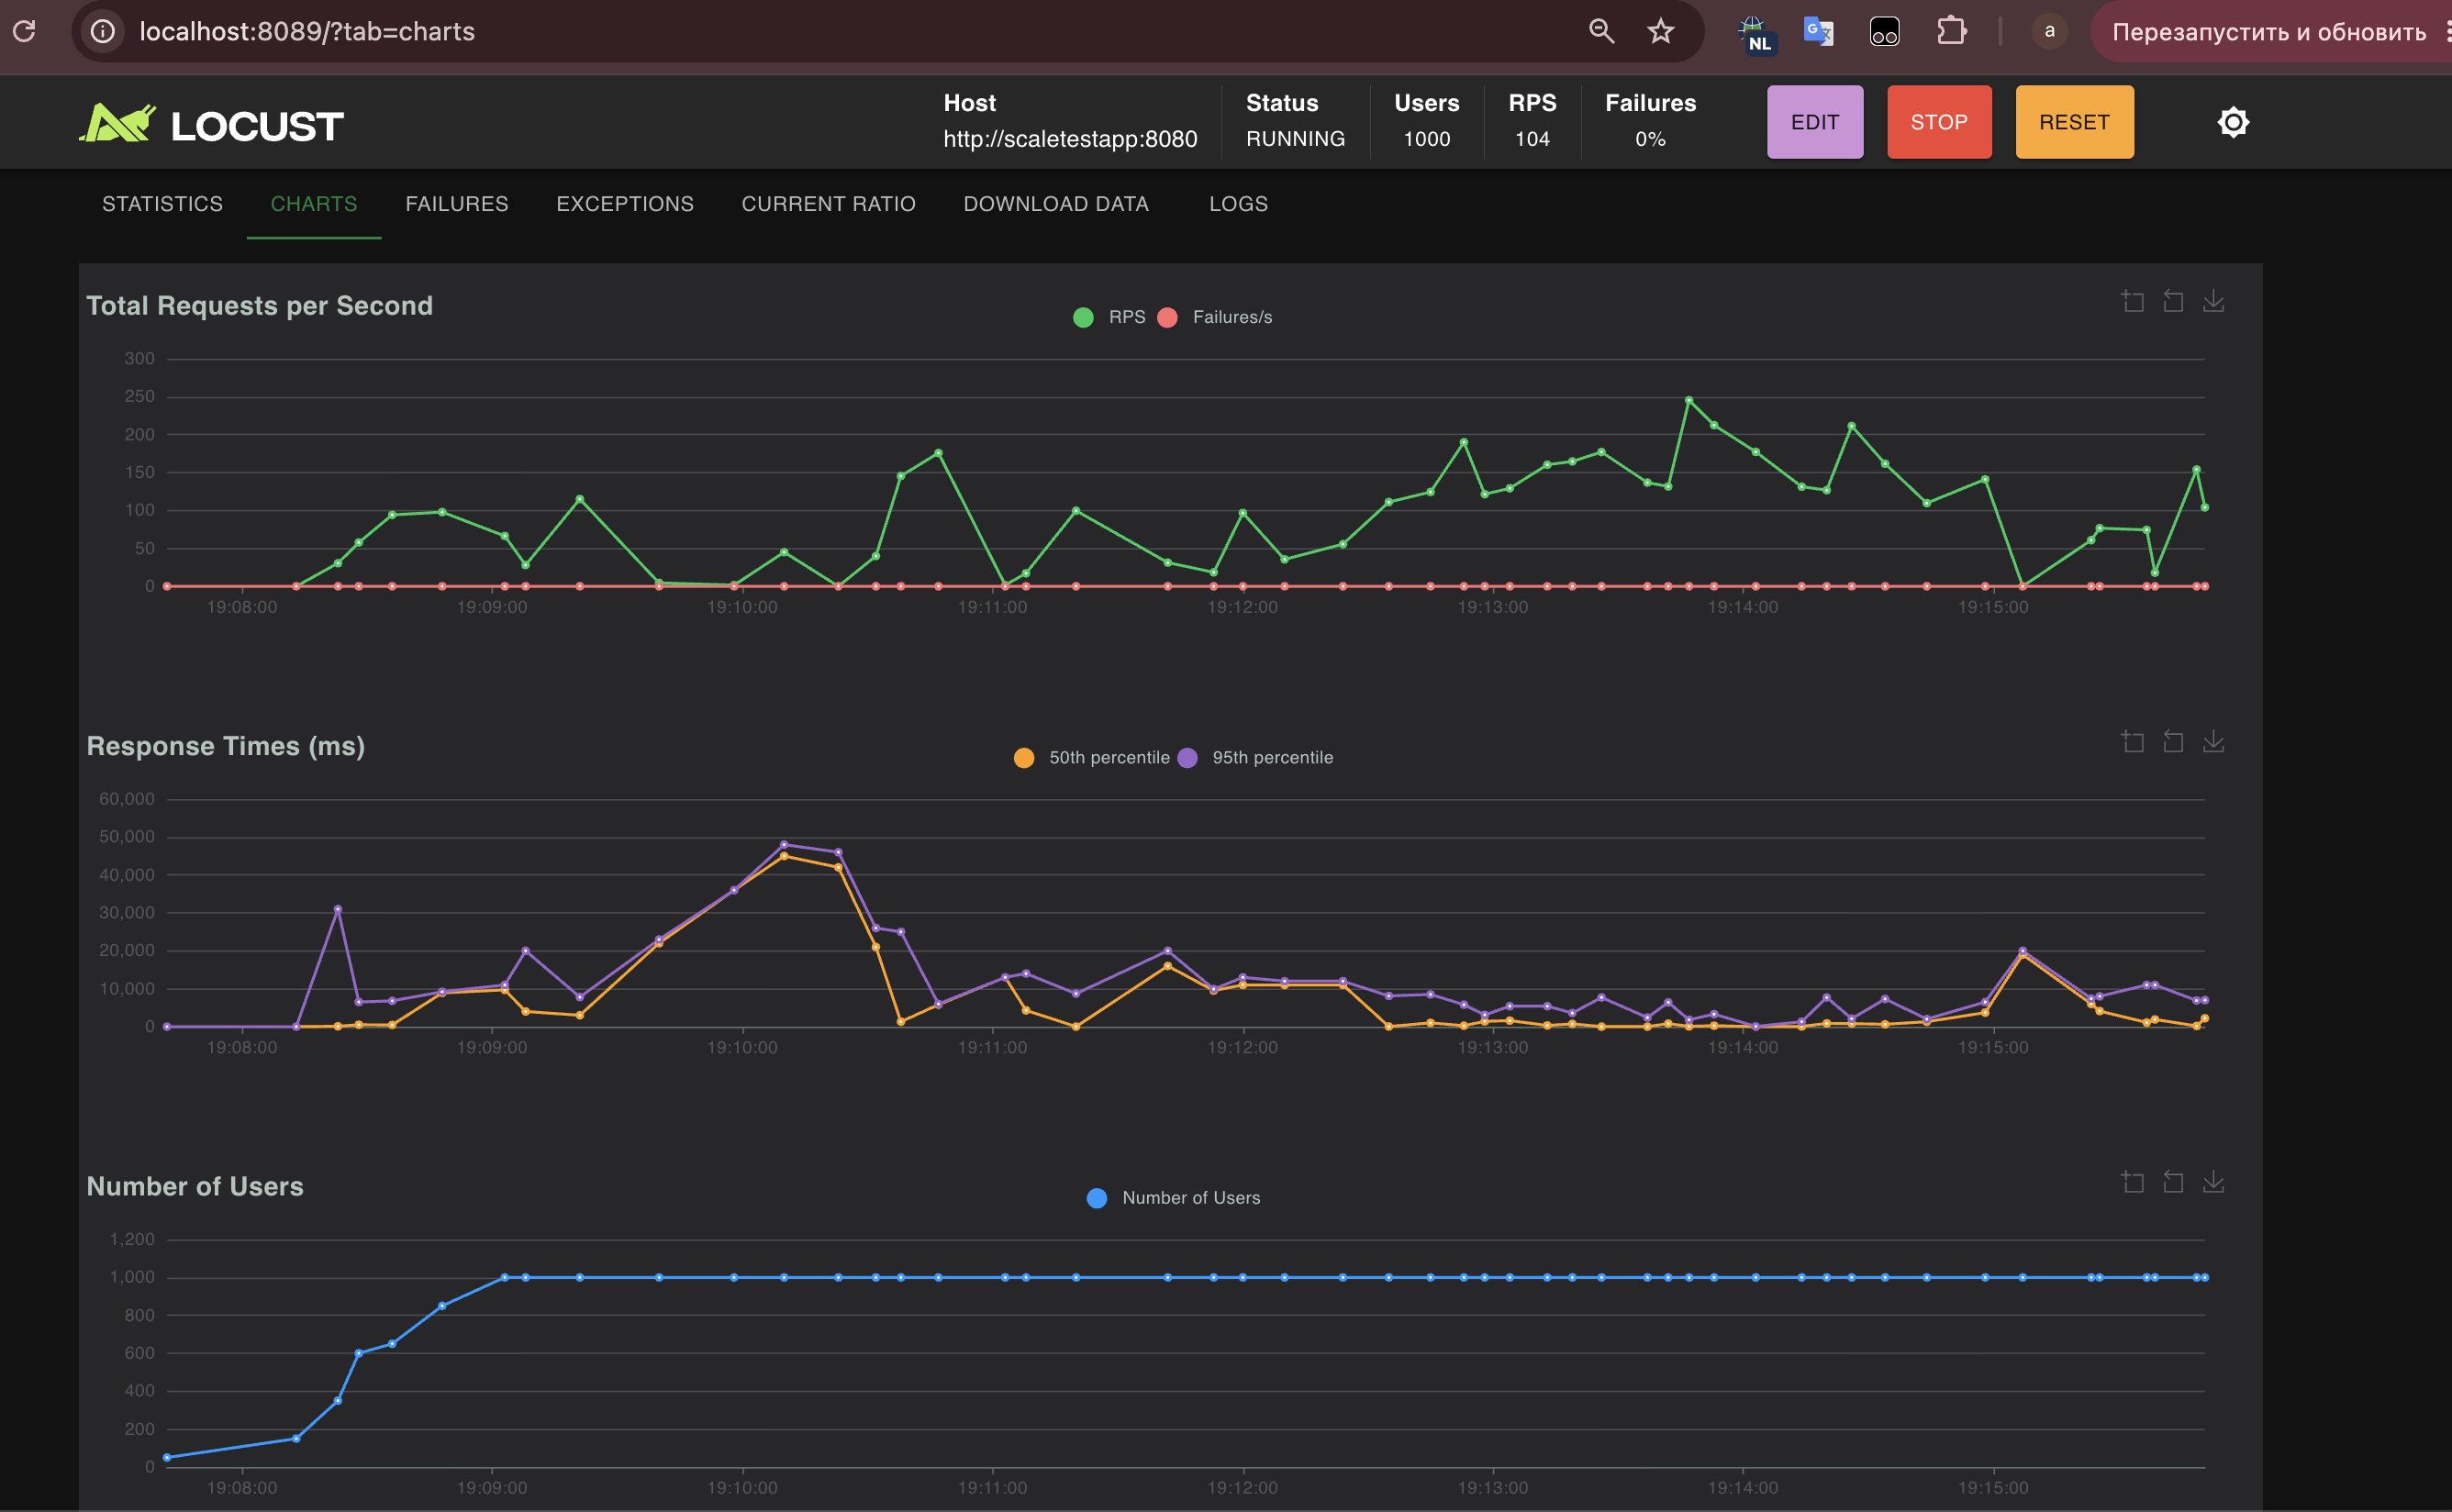 localhost:8089/?tab=charts
NL
G
a
Перезапустить и обновить
LOCUST
Host
http://scaletestapp:8080
Status
RUNNING
Users
1000
RPS
104
Failures
0%
EDIT
STOP
RESET
STATISTICS CHARTS FAILURES EXCEPTIONS CURRENT RATIO DOWNLOAD DATA LOGS
Total Requests per Second
RPS Failures/s
300
250
200
150
100
50
0
19:08:00 19:09:00 19:10:00 19:11:00 19:12:00 19:13:00 19:14:00 19:15:00
Response Times (ms)
50th percentile 95th percentile
60,000
50,000
40,000
30,000
20,000
10,000
0
19:08:00 19:09:00 19:10:00 19:11:00 19:12:00 19:13:00 19:14:00 19:15:00
Number of Users
Number of Users
1,200
1,000
800
600
400
200
0
19:08:00 19:09:00 19:10:00 19:11:00 19:12:00 19:13:00 19:14:00 19:15:00